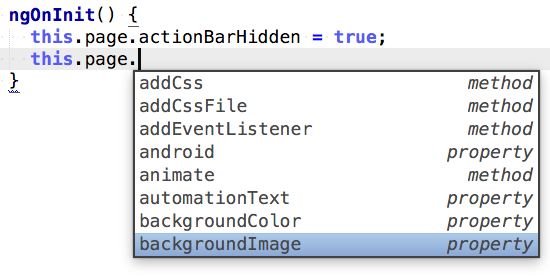 ngOnInit() {
this.page.actionBarHidden = true;
this.page.
}
addCss method
addCssFile method
addEventListener method
android property
animate method
automationText property
backgroundColor property
backgroundImage property